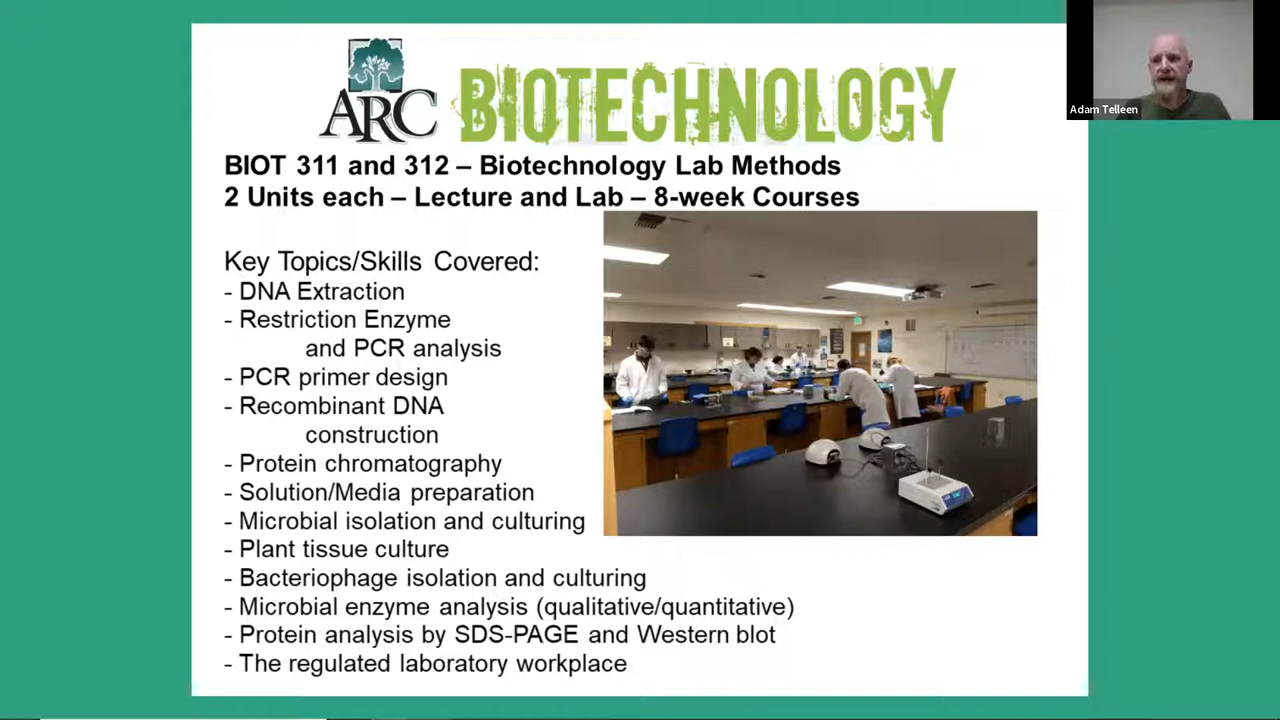 ARC BIOTECHNOLOGY
Adam Telleen
BIOT 311 and 312 – Biotechnology Lab Methods
2 Units each – Lecture and Lab – 8-week Courses
Key Topics/Skills Covered:
- DNA Extraction
- Restriction Enzyme
and PCR analysis
- PCR primer design
- Recombinant DNA
construction
- Protein chromatography
- Solution/Media preparation
- Microbial isolation and culturing
- Plant tissue culture
- Bacteriophage isolation and culturing
- Microbial enzyme analysis (qualitative/quantitative)
- Protein analysis by SDS-PAGE and Western blot
- The regulated laboratory workplace